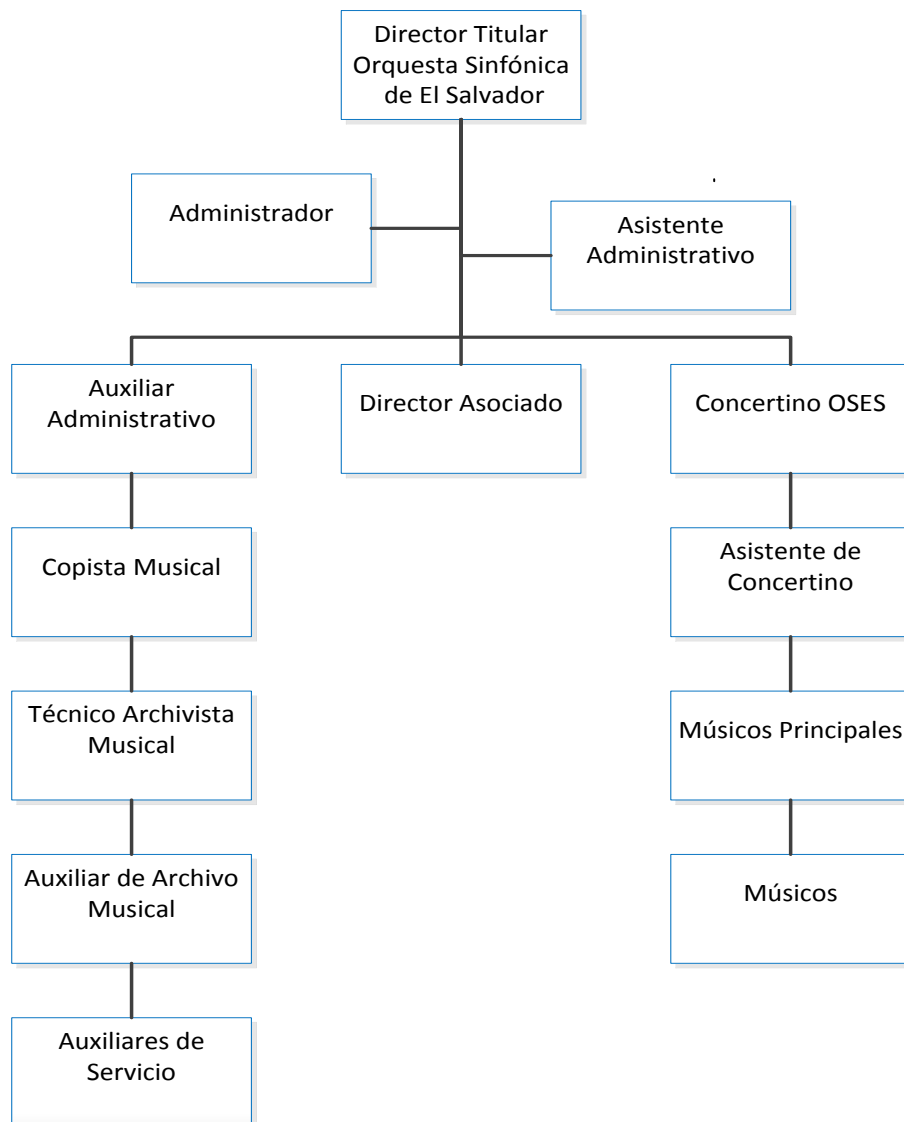 Director Titular
Orquesta Sinfónica
de El Salvador
Administrador
Asistente
Administrativo
Auxiliar
Administrativo
Director Asociado
Concertino OSES
Copista Musical
Asistente de
Concertino
Técnico Archivista
Musical
Músicos Principales
Auxiliar de Archivo
Musical
Músicos
Auxiliares de
Servicio